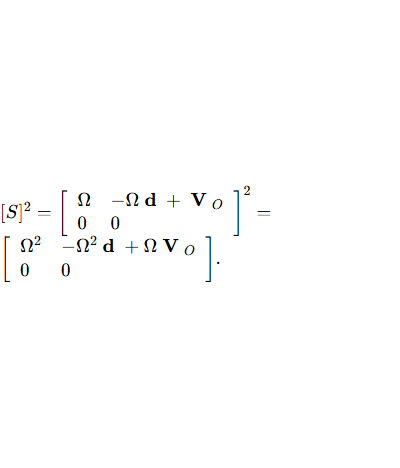 [S]² = [ Ω −Ω d + V_O ]² =
[ 0 0 ]
[ Ω² −Ω² d + Ω V_O ]
[ 0 0 ].